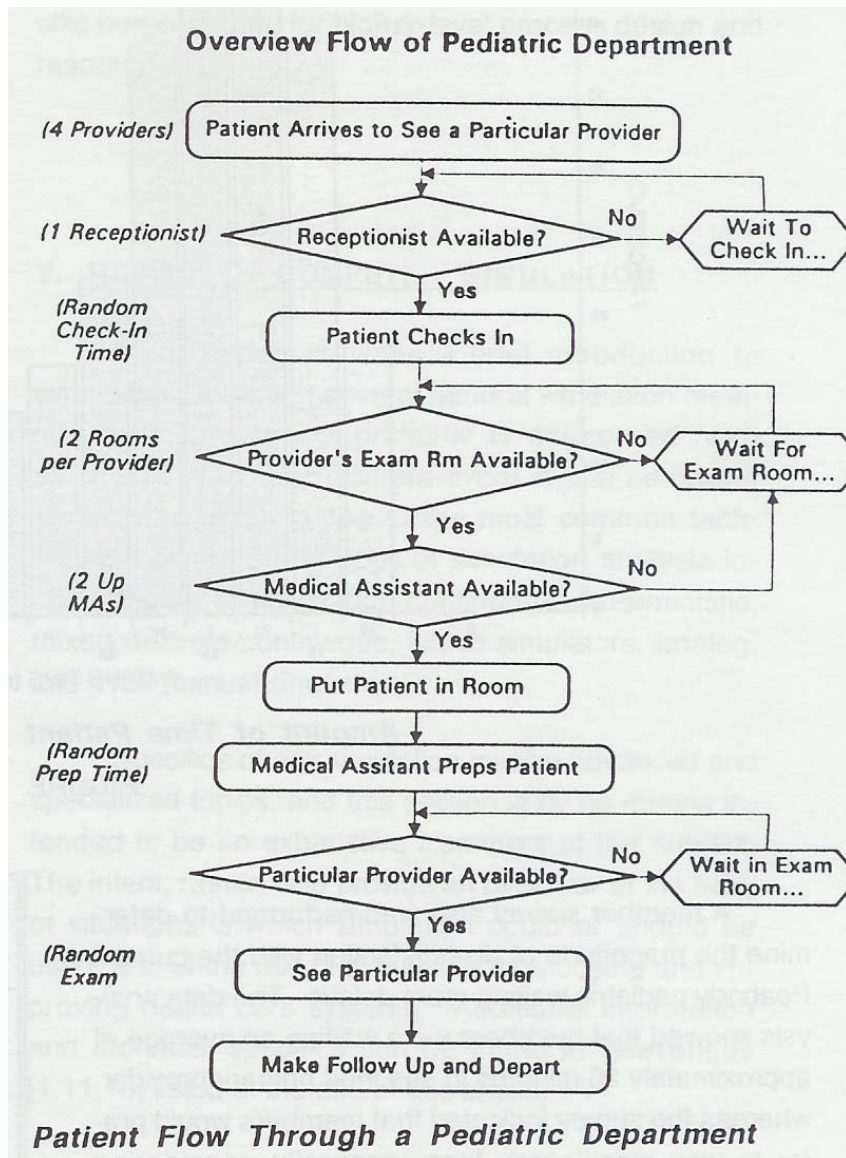 Overview Flow of Pediatric Department
(4 Providers)
Patient Arrives to See a Particular Provider
(1 Receptionist)
Receptionist Available?
No
Wait To
Check In...
Yes
(Random
Check-In
Time)
Patient Checks In
(2 Rooms
per Provider)
Provider's Exam Rm Available?
No
Wait For
Exam Room...
Yes
(2 Up
MAs)
Medical Assistant Available?
No
Yes
Put Patient in Room
(Random
Prep Time)
Medical Assitant Preps Patient
Particular Provider Available?
No
Wait in Exam
Room...
Yes
(Random
Exam)
See Particular Provider
Make Follow Up and Depart
Patient Flow Through a Pediatric Department